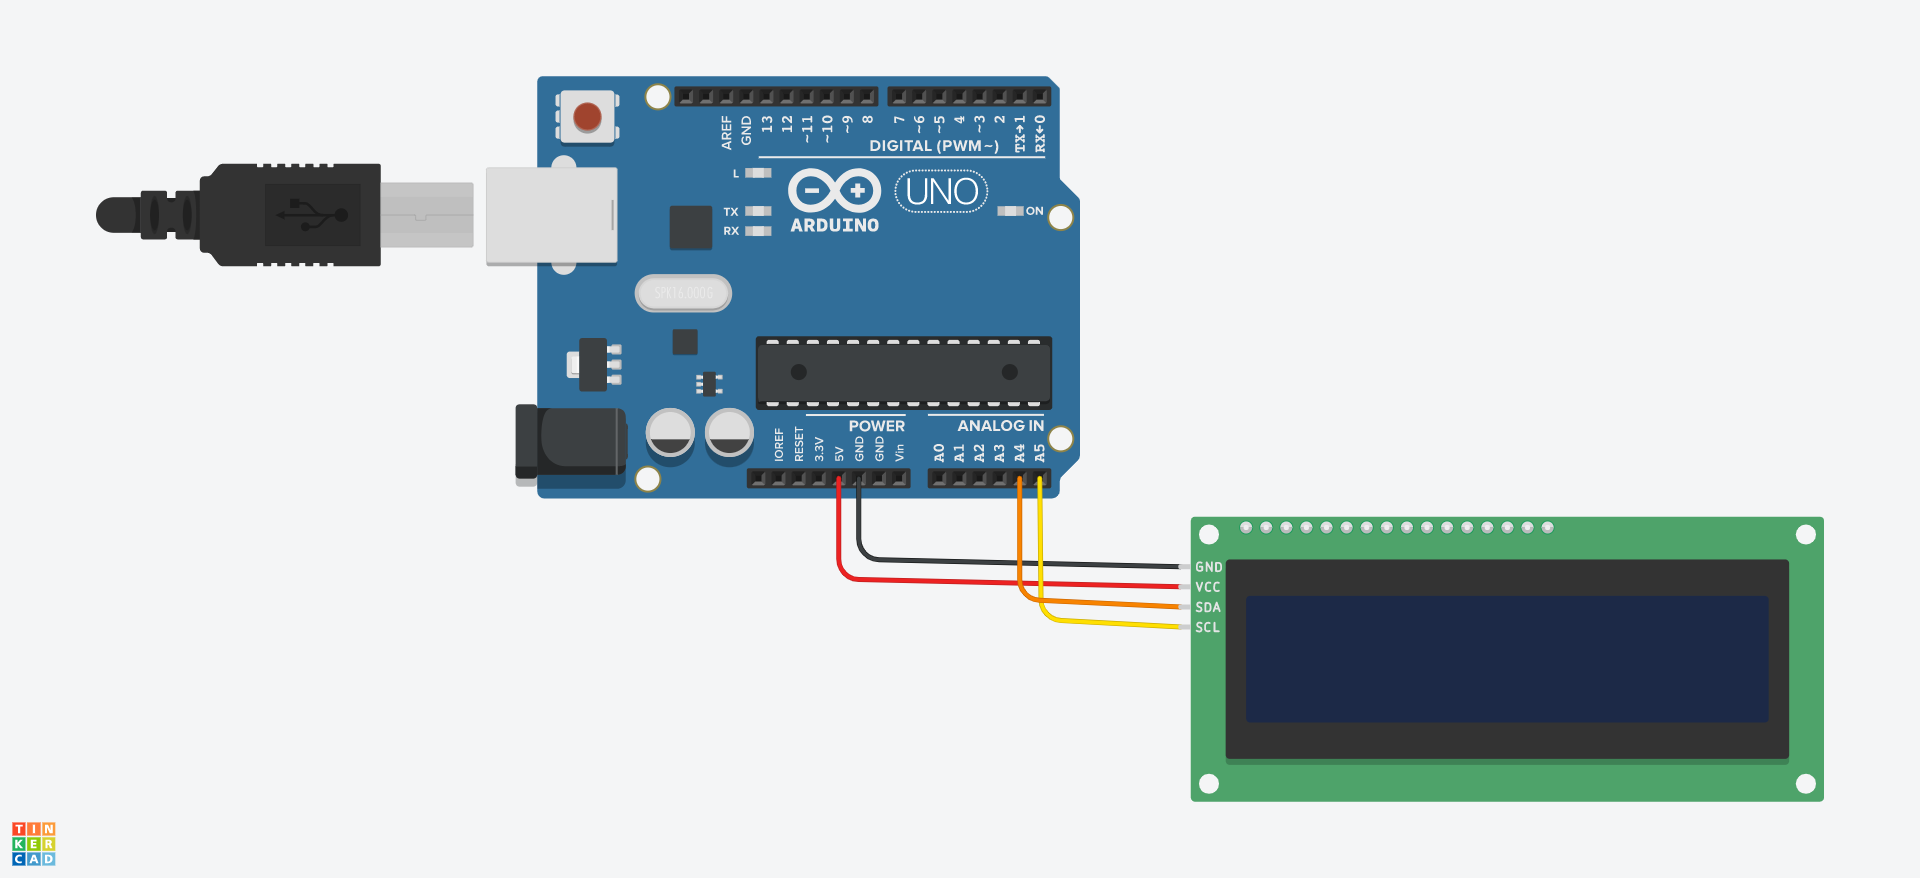 AREF
GND
13
12
~11
~10
~9
8
7
~6
~5
4
~3
2
TX→1
RX←0
DIGITAL (PWM~)
L
TX
RX
ARDUINO
UNO
ON
SPK16.000G
POWER
ANALOG IN
IOREF
RESET
3.3V
5V
GND
GND
Vin
A0
A1
A2
A3
A4
A5
GND
VCC
SDA
SCL
TIN
KER
CAD